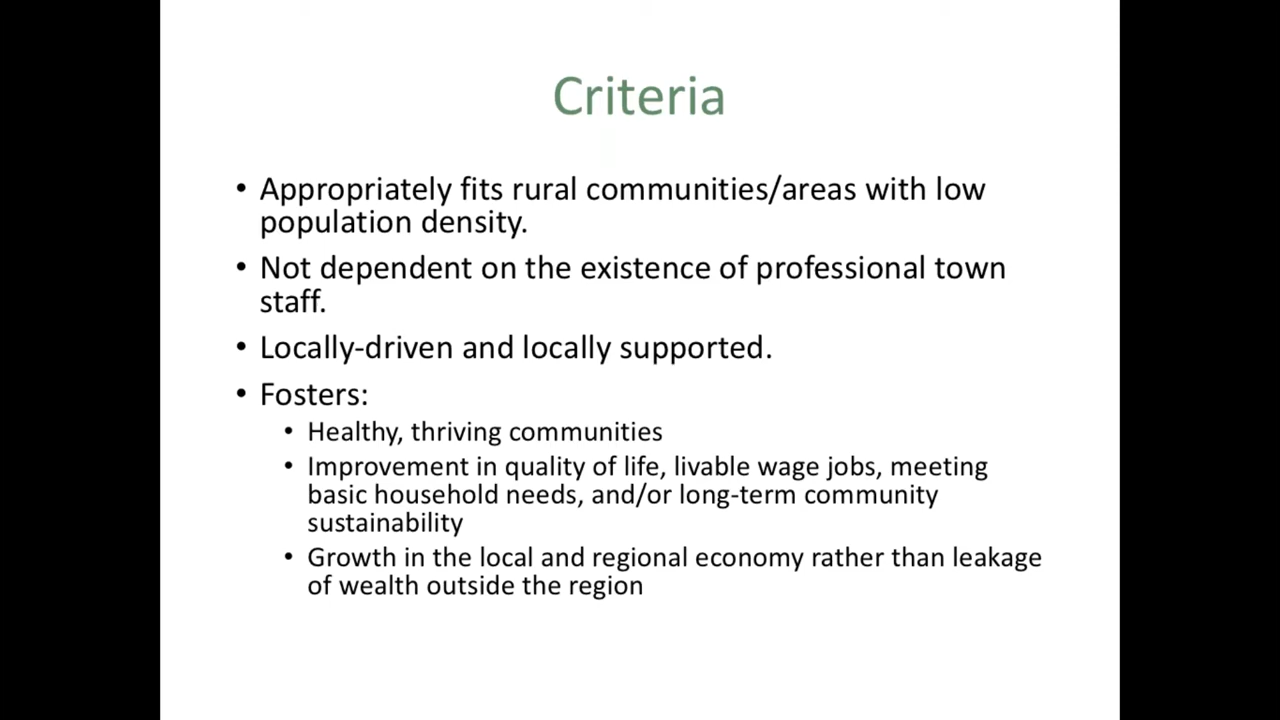 Criteria
• Appropriately fits rural communities/areas with low
population density.
• Not dependent on the existence of professional town
staff.
• Locally-driven and locally supported.
• Fosters:
• Healthy, thriving communities
• Improvement in quality of life, livable wage jobs, meeting
basic household needs, and/or long-term community
sustainability
• Growth in the local and regional economy rather than leakage
of wealth outside the region